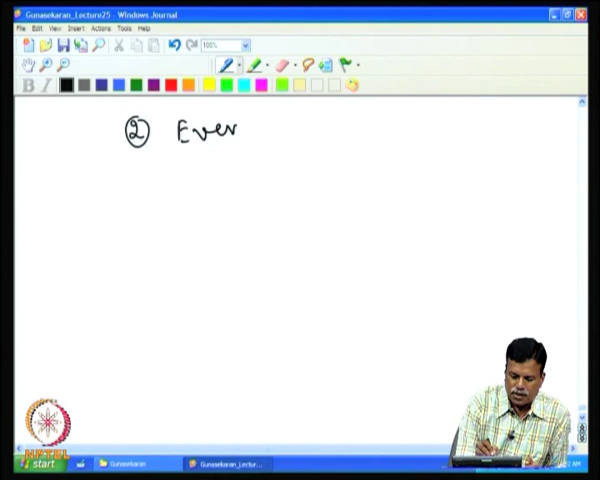 Gunasekaran_Lecture25 - Windows Journal
File Edit View Insert Actions Tools Help
100%
B I
② Ever
NPTEL
start Gunasekaran Gunasekaran_Lectur...